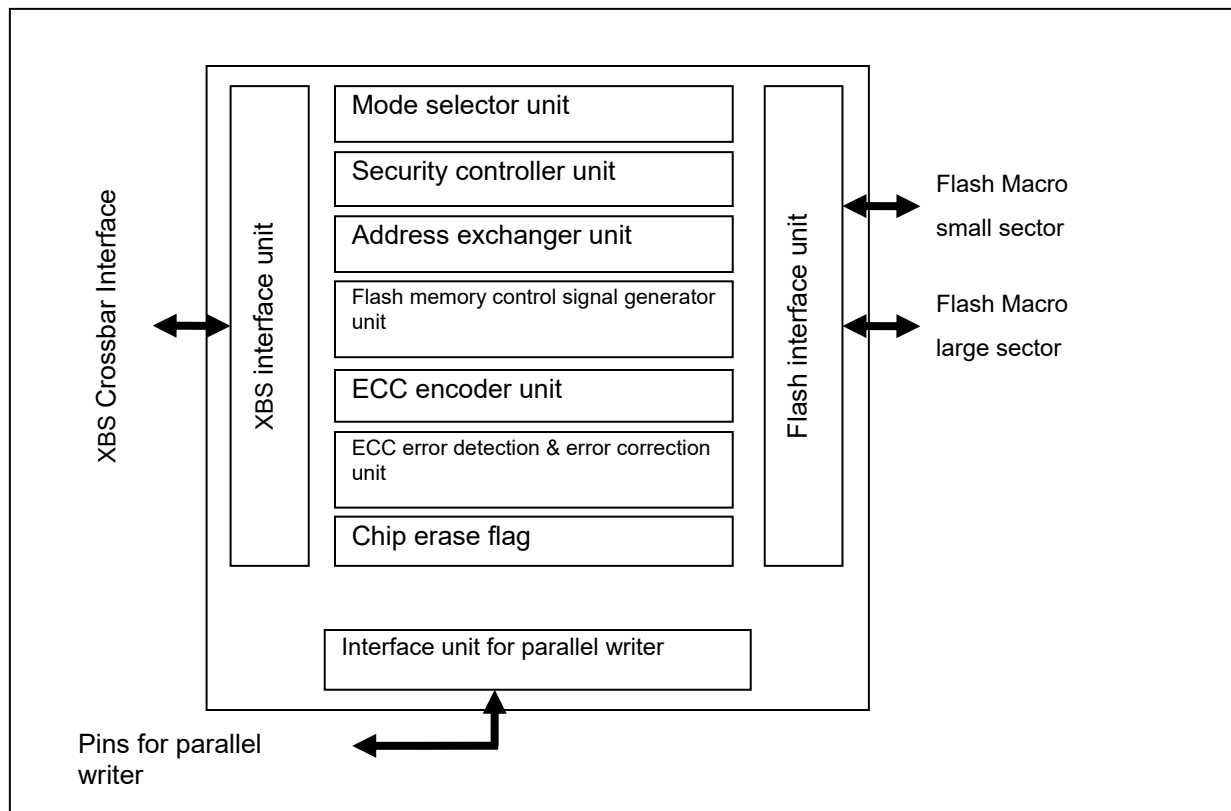 XBS Crossbar Interface
XBS interface unit
Mode selector unit
Security controller unit
Address exchanger unit
Flash memory control signal generator
unit
ECC encoder unit
ECC error detection & error correction
unit
Chip erase flag
Interface unit for parallel writer
Flash interface unit
Flash Macro
small sector
Flash Macro
large sector
Pins for parallel
writer